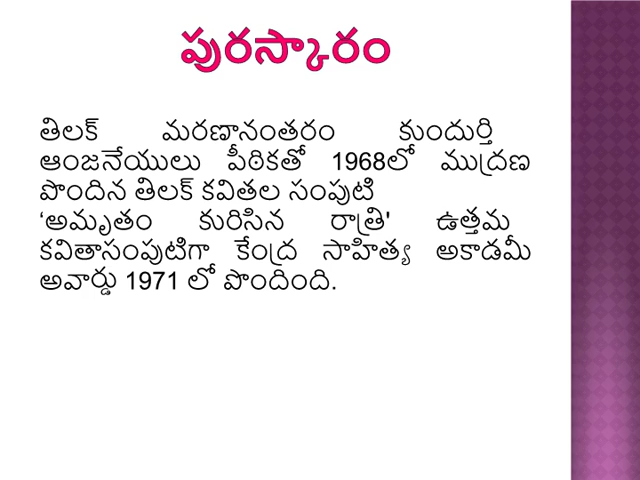 పురస్కారం
తిలక్ మరణానంతరం కుందుర్తి
ఆంజనేయులు పీఠికతో 1968లో ముద్రణ
పొందిన తిలక్ కవితల సంపుటి
‘అమృతం కురిసిన రాత్రి' ఉత్తమ
కవితాసంపుటిగా కేంద్ర సాహిత్య అకాడమీ
అవార్డు 1971 లో పొందింది.